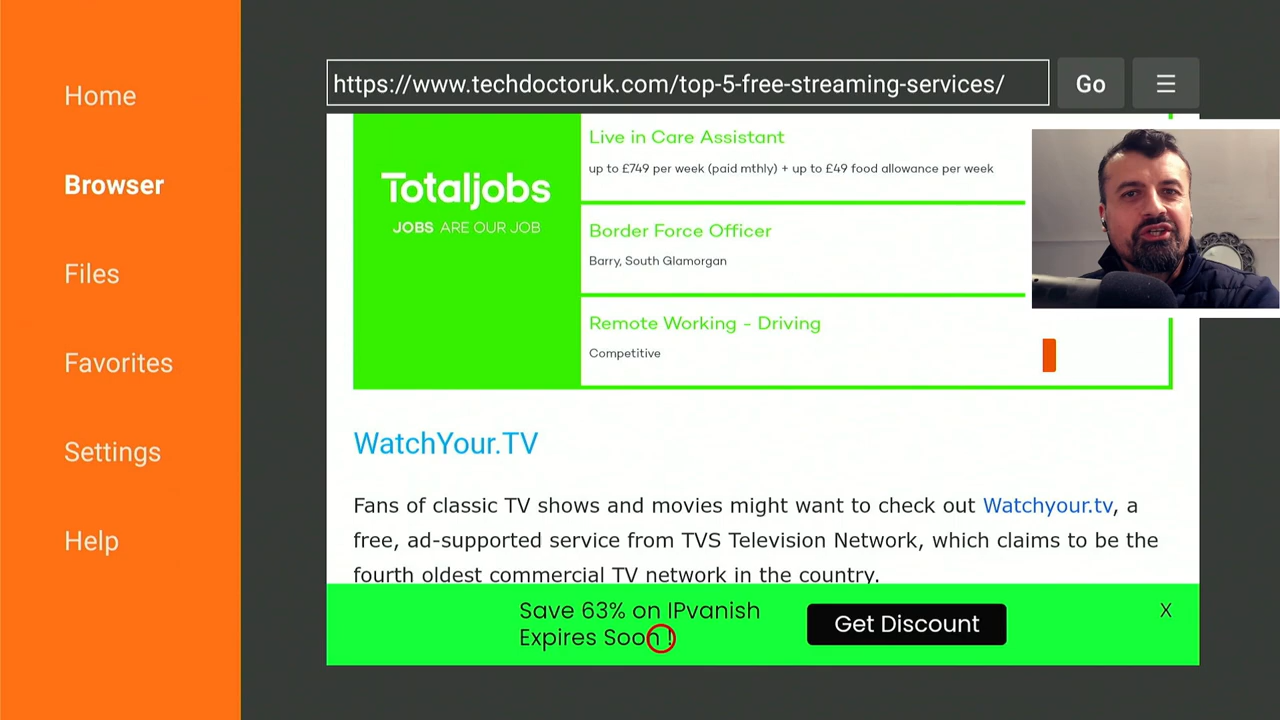 Home
Browser
Files
Favorites
Settings
Help
https://www.techdoctoruk.com/top-5-free-streaming-services/
Go
☰
Totaljobs
JOBS ARE OUR JOB
Live in Care Assistant
up to £749 per week (paid mthly) + up to £49 food allowance per week
Border Force Officer
Barry, South Glamorgan
Remote Working - Driving
Competitive
WatchYour.TV
Fans of classic TV shows and movies might want to check out Watchyour.tv, a
free, ad-supported service from TVS Television Network, which claims to be the
fourth oldest commercial TV network in the country.
Save 63% on IPvanish
Expires Soon !
Get Discount
X